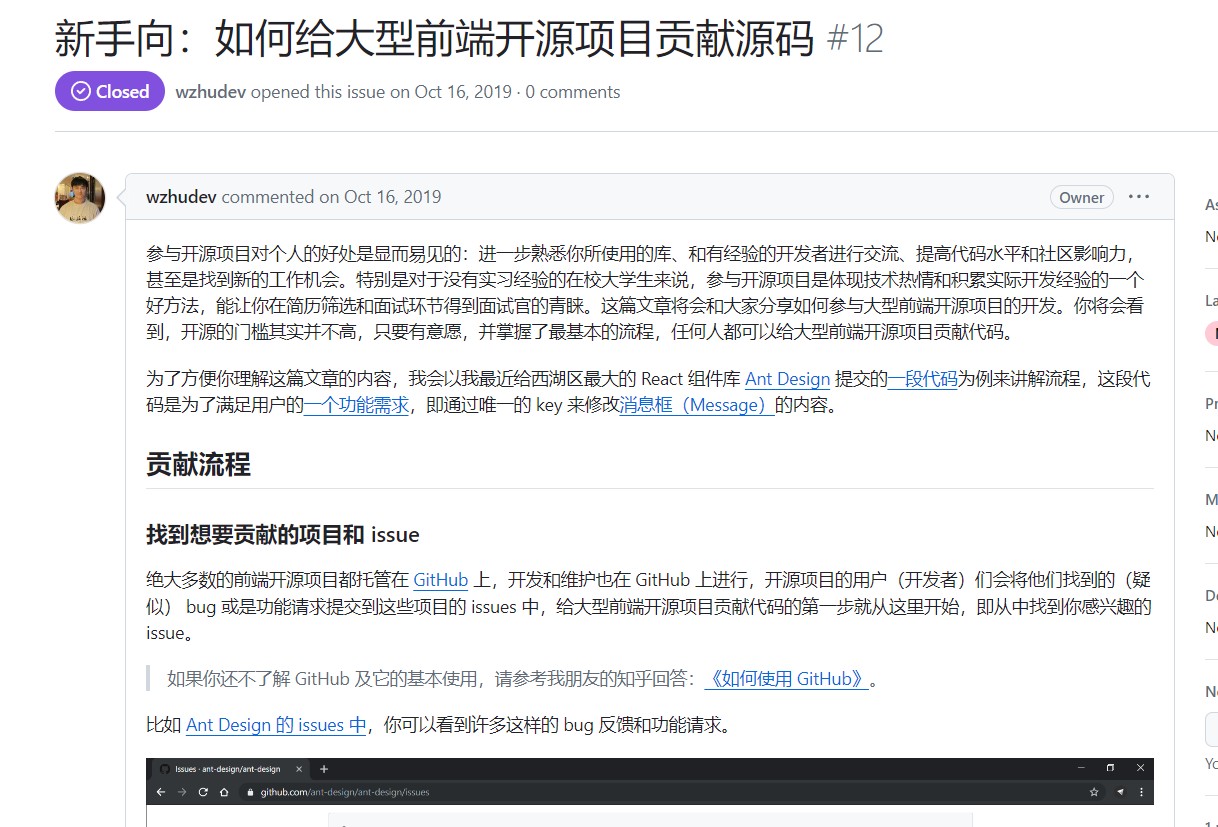 新手向：如何给大型前端开源项目贡献源码 #12
Closed wzhudev opened this issue on Oct 16, 2019 · 0 comments
wzhudev commented on Oct 16, 2019 Owner ···
参与开源项目对个人的好处是显而易见的：进一步熟悉你所使用的库、和有经验的开发者进行交流、提高代码水平和社区影响力，
甚至是找到新的工作机会。特别是对于没有实习经验的在校大学生来说，参与开源项目是体现技术热情和积累实际开发经验的一个
好方法，能让你在简历筛选和面试环节得到面试官的青睐。这篇文章将会和大家分享如何参与大型前端开源项目的开发。你将会看
到，开源的门槛其实并不高，只要有意愿，并掌握了最基本的流程，任何人都可以给大型前端开源项目贡献代码。
为了方便你理解这篇文章的内容，我会以我最近给西湖区最大的 React 组件库 Ant Design 提交的一段代码为例来讲解流程，这段代
码是为了满足用户的一个功能需求，即通过唯一的 key 来修改消息框（Message）的内容。
贡献流程
找到想要贡献的项目和 issue
绝大多数的前端开源项目都托管在 GitHub 上，开发和维护也在 GitHub 上进行，开源项目的用户（开发者）们会将他们找到的（疑
似） bug 或是功能请求提交到这些项目的 issues 中，给大型前端开源项目贡献代码的第一步就从这里开始，即从中找到你感兴趣的
issue。
如果你还不了解 GitHub 及它的基本使用，请参考我朋友的知乎回答：《如何使用 GitHub》。
比如 Ant Design 的 issues 中，你可以看到许多这样的 bug 反馈和功能请求。
Issues · ant-design/ant-design
github.com/ant-design/ant-design/issues